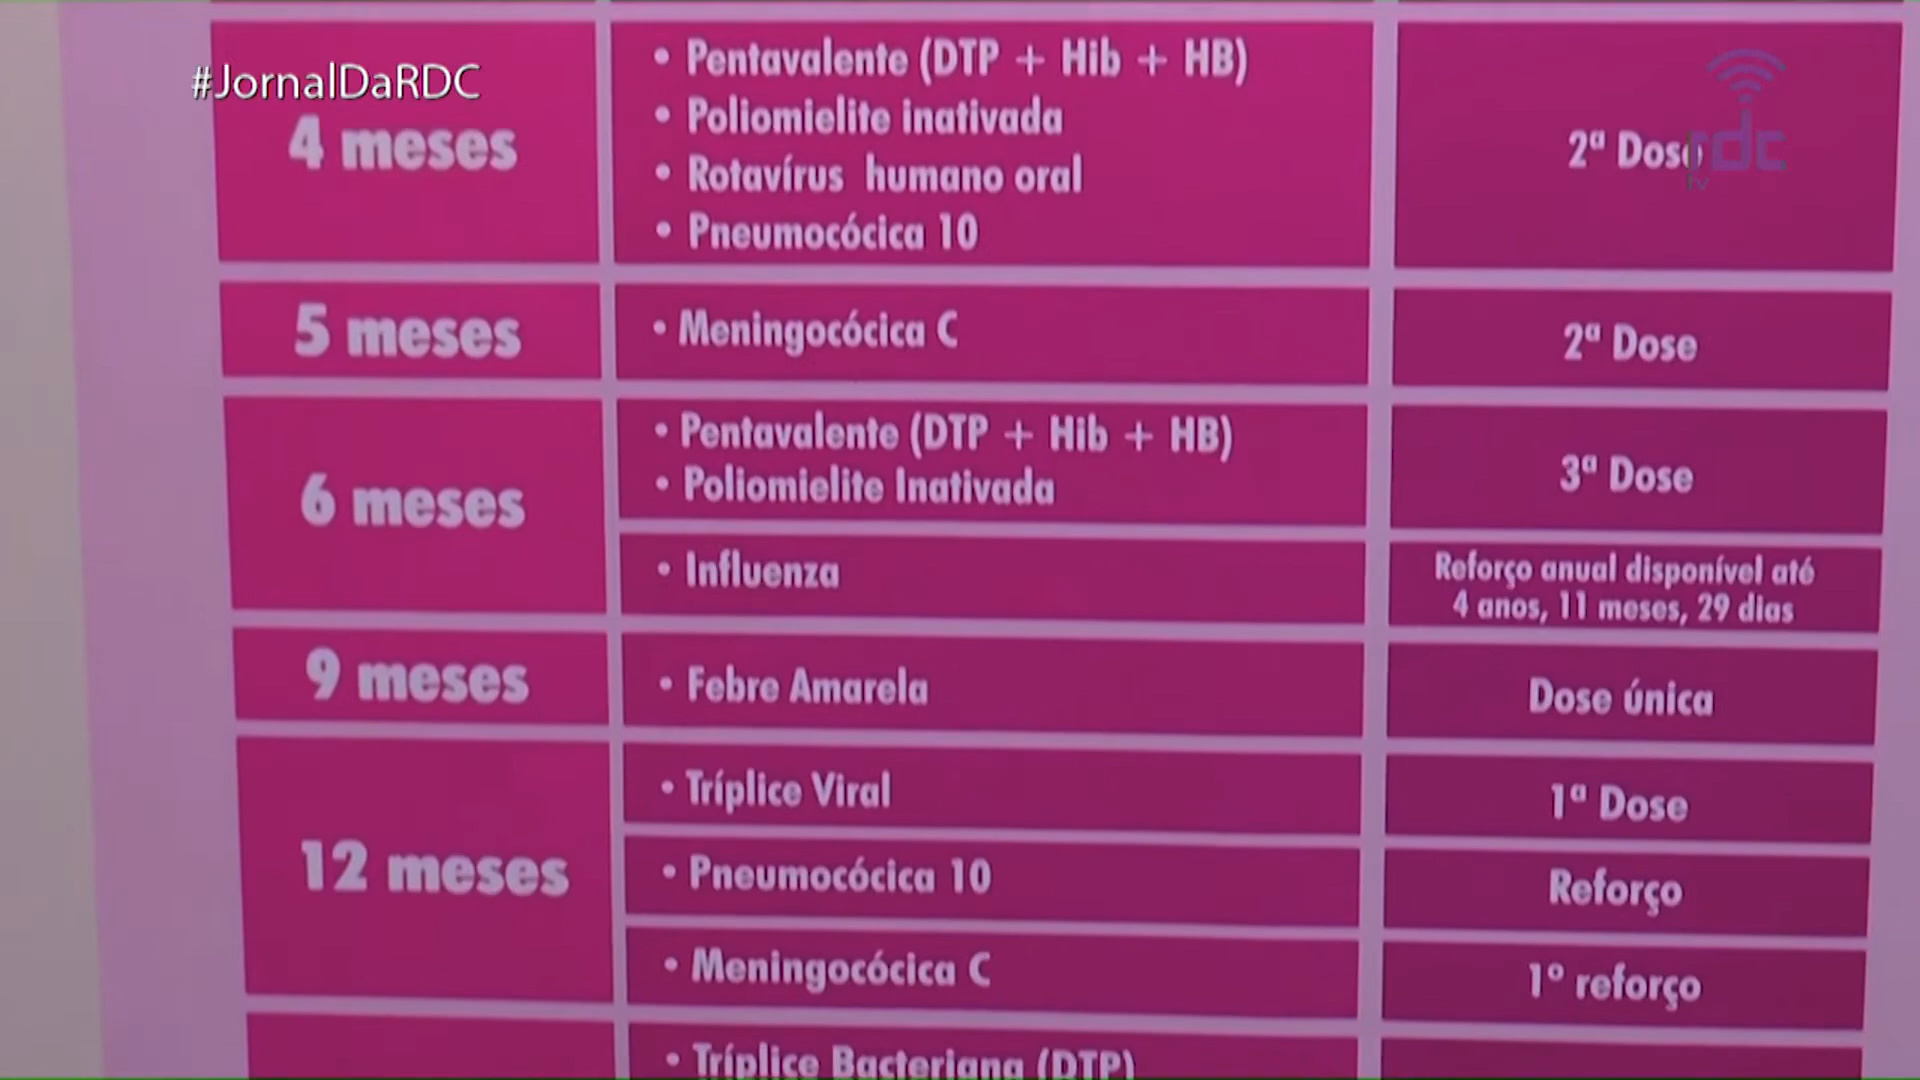 #JornalDaRDC
4 meses
• Pentavalente (DTP + Hib + HB)
• Poliomielite inativada
• Rotavírus humano oral
• Pneumocócica 10
2ª Dose
rdc
tv
5 meses
• Meningocócica C
2ª Dose
6 meses
• Pentavalente (DTP + Hib + HB)
• Poliomielite Inativada
3ª Dose
• Influenza
Reforço anual disponível até
4 anos, 11 meses, 29 dias
9 meses
• Febre Amarela
Dose única
12 meses
• Tríplice Viral
1ª Dose
• Pneumocócica 10
Reforço
• Meningocócica C
1º reforço
• Tríplice Bacteriana (DTP)